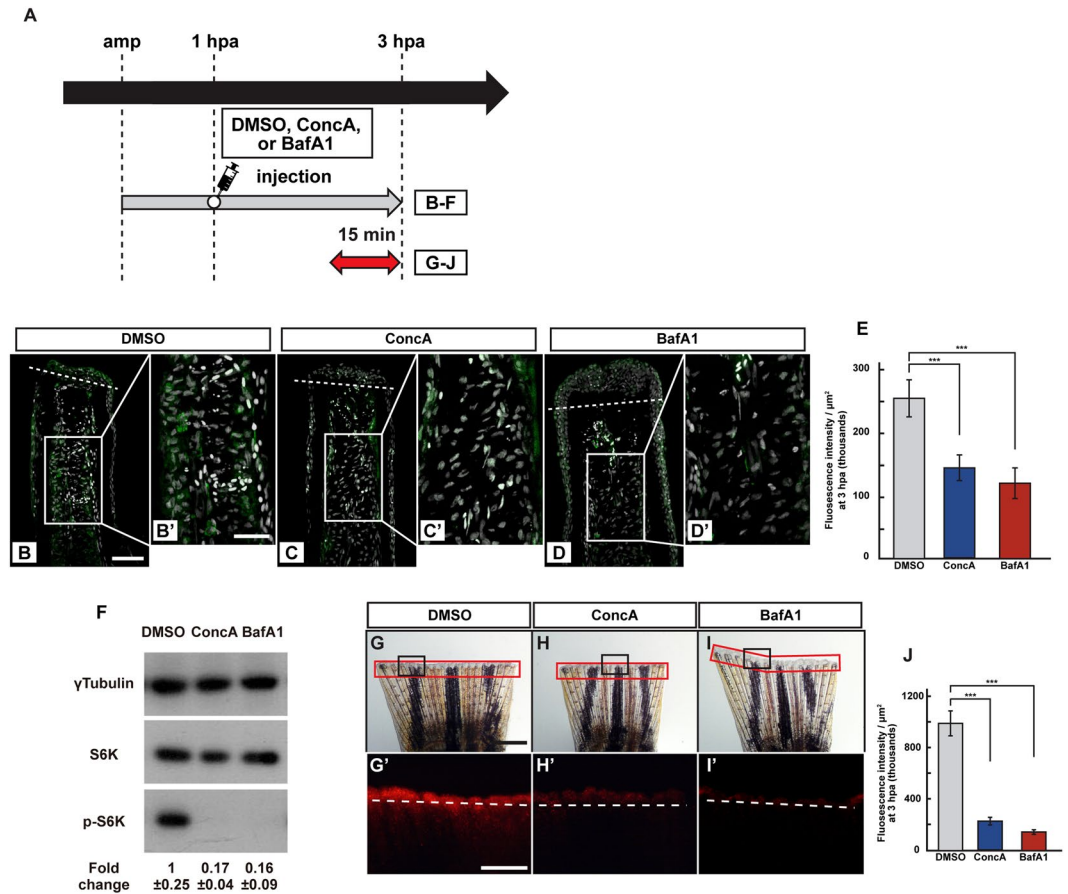 A
amp 1 hpa 3 hpa
DMSO, ConcA,
or BafA1
injection
B-F
15 min
G-J
DMSO ConcA BafA1
B B' C C' D D'
E
Fluosescence intensity / µm²
at 3 hpa (thousands)
300
200
100
0
*** ***
DMSO ConcA BafA1
F
DMSO ConcA BafA1
γTubulin
S6K
p-S6K
Fold 1 0.17 0.16
change ±0.25 ±0.04 ±0.09
DMSO ConcA BafA1
G H I
G' H' I'
J
Fluosescence intensity / µm²
at 3 hpa (thousands)
1200
800
400
0
*** ***
DMSO ConcA BafA1